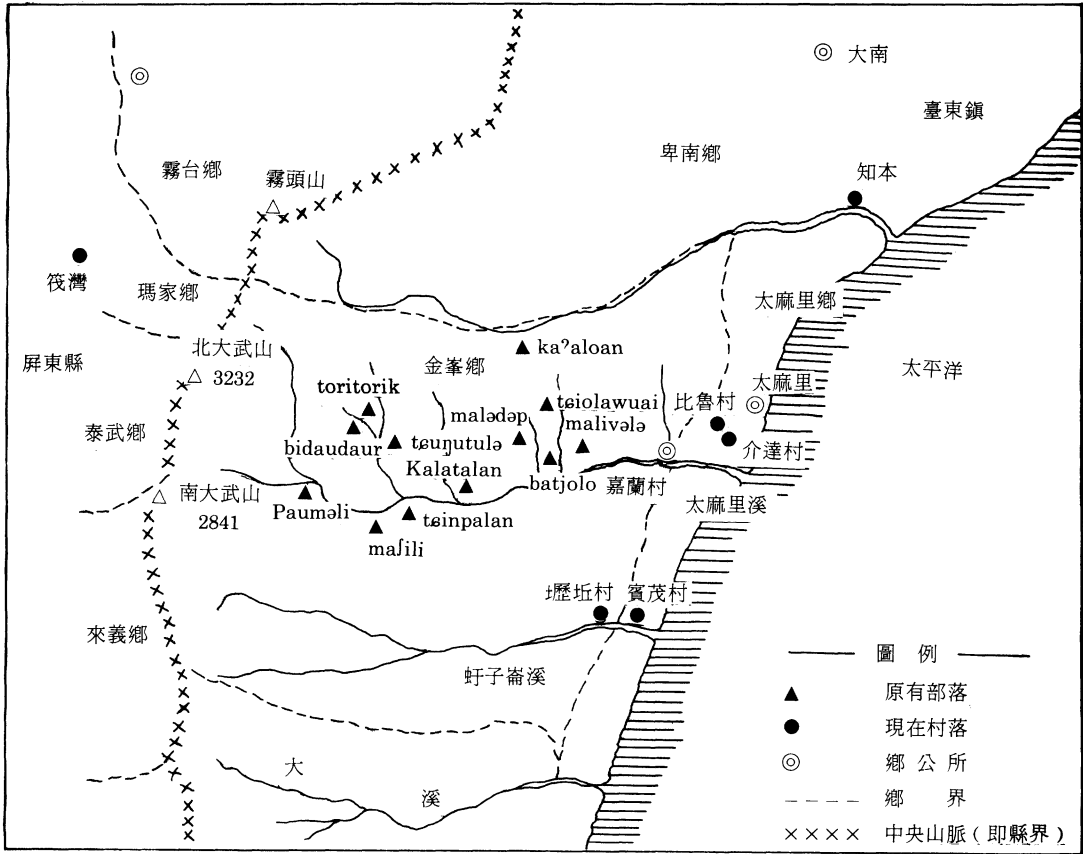 大南
臺東鎮
卑南鄉
霧台鄉
霧頭山
知本
筏灣
瑪家鄉
太麻里鄉
屏東縣
北大武山
3232
金峯鄉
kaʔaloan
太平洋
toritorik
tɕiolawuai
比魯村
太麻里
malədəp
malivələ
泰武鄉
bidaudaur
tɕuŋutulə
介達村
Kalatalan
batjolo
嘉蘭村
南大武山
2841
Pauməli
tɕinpalan
太麻里溪
maʃili
壢坵村
賓茂村
來義鄉
虷子崙溪
大
溪
圖例
原有部落
現在村落
鄉公所
鄉界
中央山脈(即縣界)